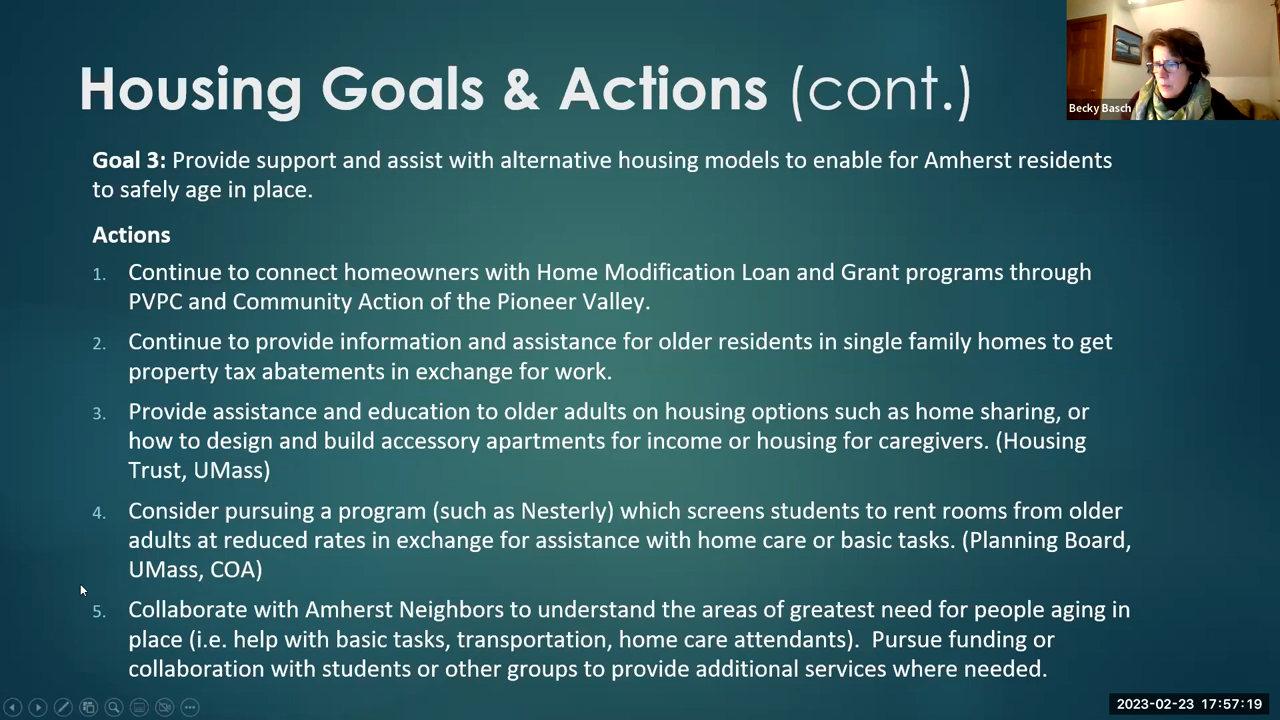 Housing Goals & Actions (cont.)
Becky Basch
Goal 3: Provide support and assist with alternative housing models to enable for Amherst residents
to safely age in place.
Actions
1. Continue to connect homeowners with Home Modification Loan and Grant programs through
PVPC and Community Action of the Pioneer Valley.
2. Continue to provide information and assistance for older residents in single family homes to get
property tax abatements in exchange for work.
3. Provide assistance and education to older adults on housing options such as home sharing, or
how to design and build accessory apartments for income or housing for caregivers. (Housing
Trust, UMass)
4. Consider pursuing a program (such as Nesterly) which screens students to rent rooms from older
adults at reduced rates in exchange for assistance with home care or basic tasks. (Planning Board,
UMass, COA)
5. Collaborate with Amherst Neighbors to understand the areas of greatest need for people aging in
place (i.e. help with basic tasks, transportation, home care attendants).  Pursue funding or
collaboration with students or other groups to provide additional services where needed.
2023-02-23 17:57:19